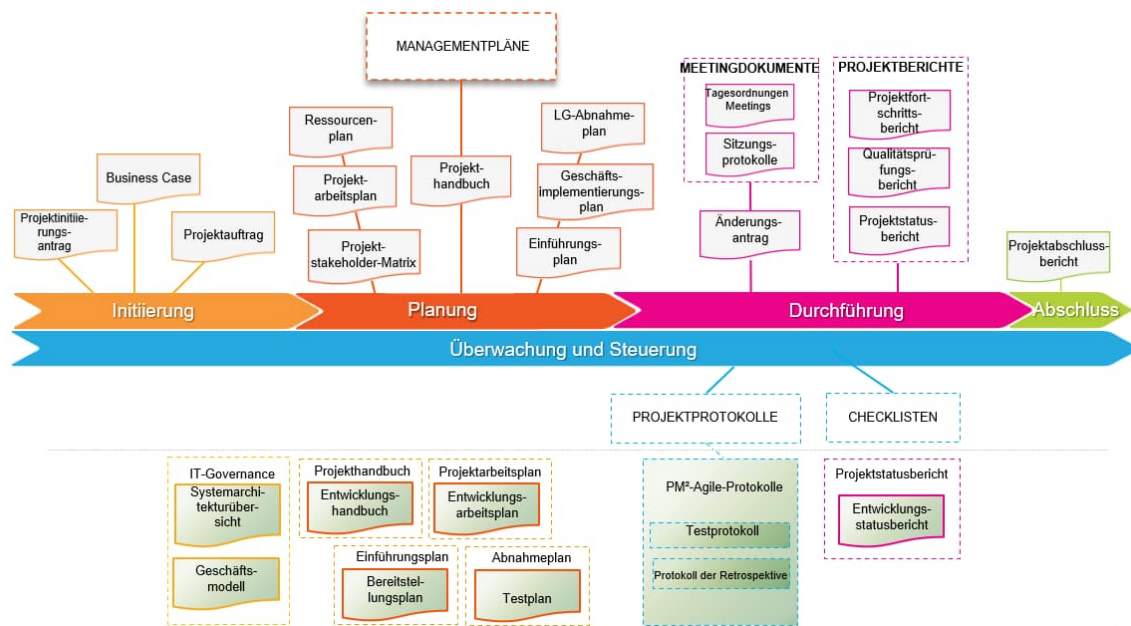 MANAGEMENTPLÄNE
MEETINGDOKUMENTE
PROJEKTBERICHTE
Tagesordnungen
Meetings
Projektfort-
schritts-
bericht
Ressourcen-
plan
LG-Abnahme-
plan
Sitzungs-
protokolle
Qualitätsprü-
fungs-
bericht
Business Case
Projekt-
arbeitsplan
Projekt-
handbuch
Geschäfts-
implementierungs-
plan
Projektinitiie-
rungs-
antrag
Projektauftrag
Projekt-
stakeholder-Matrix
Einführungs-
plan
Änderungs-
antrag
Projektstatus-
bericht
Projektabschluss-
bericht
Initiierung
Planung
Durchführung
Abschluss
Überwachung und Steuerung
PROJEKTPROTOKOLLE
CHECKLISTEN
IT-Governance
Systemarchi-
tekturüber-
sicht
Geschäfts-
modell
Projekthandbuch
Entwicklungs-
handbuch
Projektarbeitsplan
Entwicklungs-
arbeitsplan
Einführungsplan
Bereitstel-
lungsplan
Abnahmeplan
Testplan
PM²-Agile-Protokolle
Testprotokoll
Protokoll der Retrospektive
Projektstatusbericht
Entwicklungs-
statusbericht